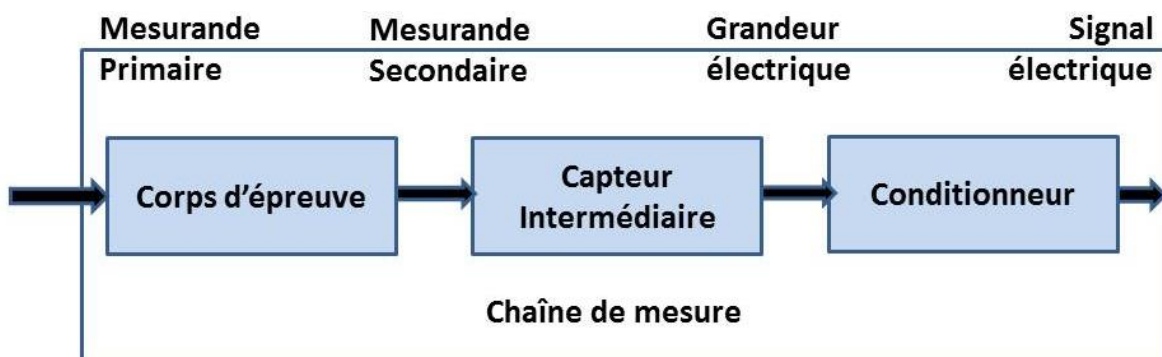 Mesurande
Primaire
Mesurande
Secondaire
Grandeur
électrique
Signal
électrique
Corps d'épreuve
Capteur
Intermédiaire
Conditionneur
Chaîne de mesure